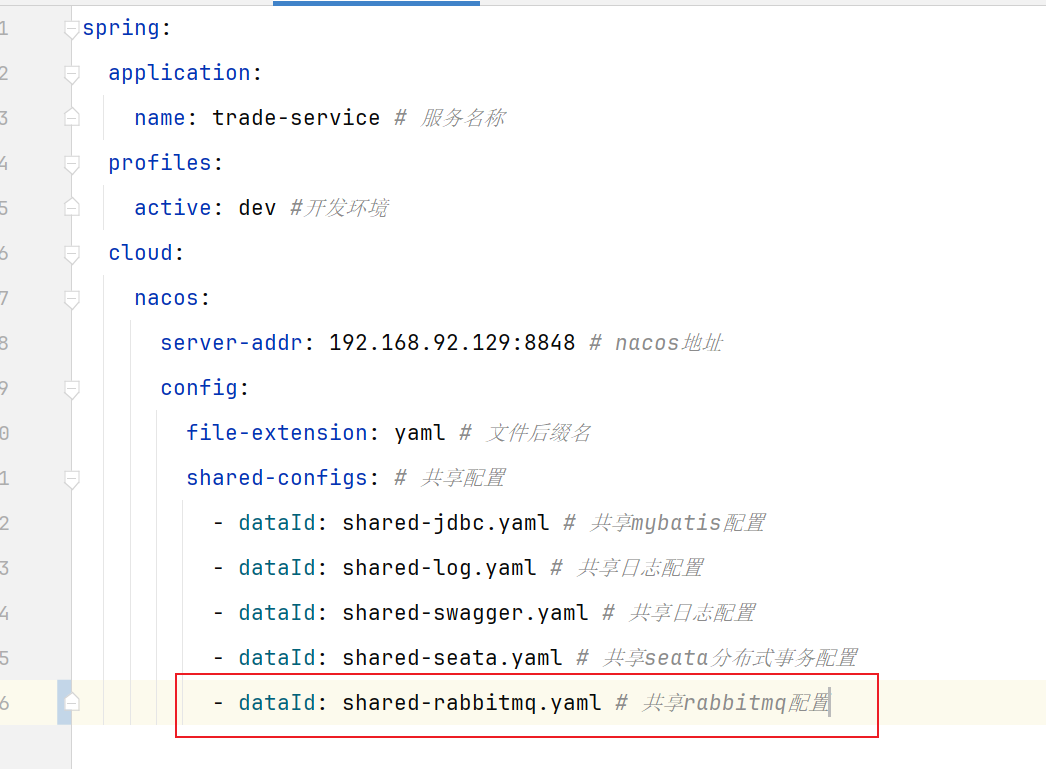 1 spring:
2 application:
3 name: trade-service # 服务名称
4 profiles:
5 active: dev #开发环境
6 cloud:
7 nacos:
8 server-addr: 192.168.92.129:8848 # nacos地址
9 config:
0 file-extension: yaml # 文件后缀名
1 shared-configs: # 共享配置
2 - dataId: shared-jdbc.yaml # 共享mybatis配置
3 - dataId: shared-log.yaml # 共享日志配置
4 - dataId: shared-swagger.yaml # 共享日志配置
5 - dataId: shared-seata.yaml # 共享seata分布式事务配置
6 - dataId: shared-rabbitmq.yaml # 共享rabbitmq配置